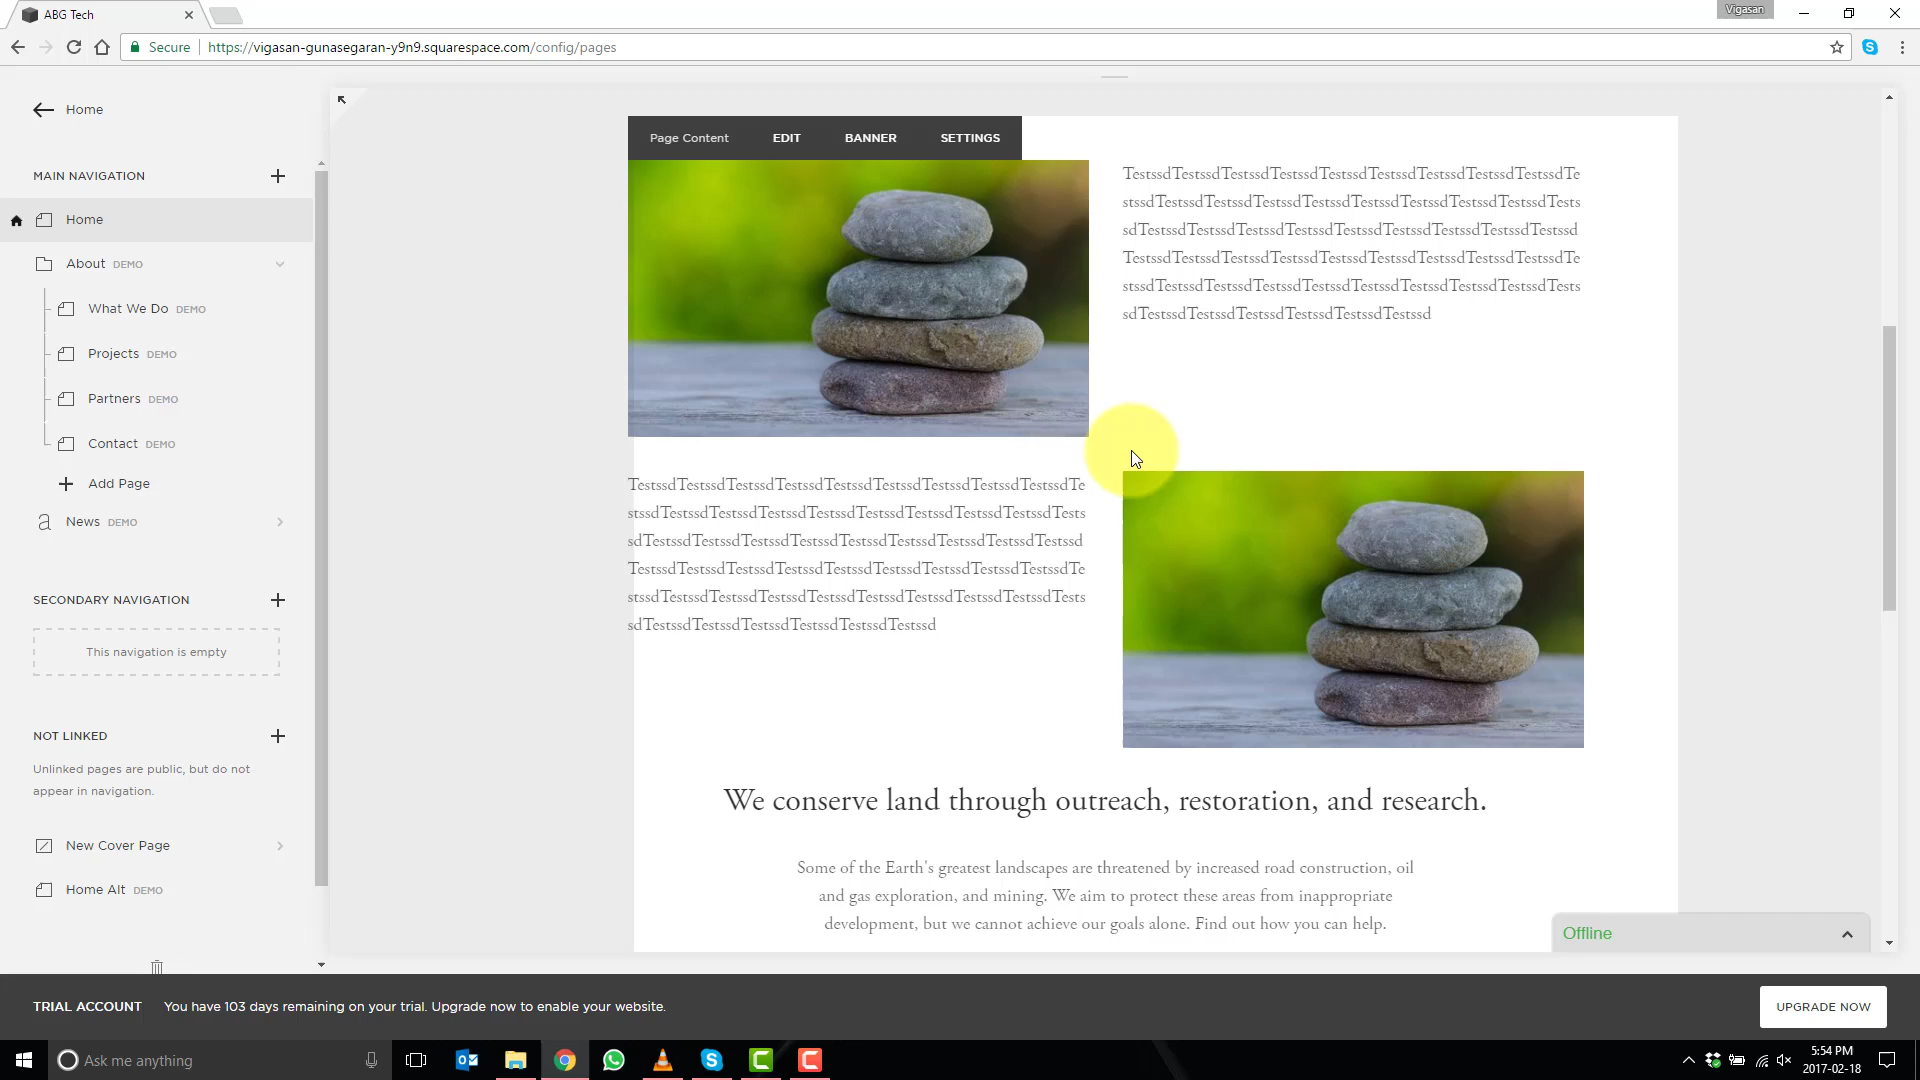 ABG Tech
Vigasan
Secure
https://vigasan-gunasegaran-y9n9.squarespace.com/config/pages
Home
MAIN NAVIGATION
Home
About DEMO
What We Do DEMO
Projects DEMO
Partners DEMO
Contact DEMO
Add Page
News DEMO
SECONDARY NAVIGATION
This navigation is empty
NOT LINKED
Unlinked pages are public, but do not
appear in navigation.
New Cover Page
Home Alt DEMO
Page Content EDIT BANNER SETTINGS
TestssdTestssdTestssdTestssdTestssdTestssdTestssdTestssdTestssdTe
stssdTestssdTestssdTestssdTestssdTestssdTestssdTestssdTestssdTests
sdTestssdTestssdTestssdTestssdTestssdTestssdTestssdTestssdTestssd
TestssdTestssdTestssdTestssdTestssdTestssdTestssdTestssdTestssdTe
stssdTestssdTestssdTestssdTestssdTestssdTestssdTestssdTestssdTests
sdTestssdTestssdTestssdTestssdTestssdTestssd
TestssdTestssdTestssdTestssdTestssdTestssdTestssdTestssdTestssdTe
stssdTestssdTestssdTestssdTestssdTestssdTestssdTestssdTestssdTests
sdTestssdTestssdTestssdTestssdTestssdTestssdTestssdTestssdTestssd
TestssdTestssdTestssdTestssdTestssdTestssdTestssdTestssdTestssdTe
stssdTestssdTestssdTestssdTestssdTestssdTestssdTestssdTestssdTests
sdTestssdTestssdTestssdTestssdTestssdTestssd
We conserve land through outreach, restoration, and research.
Some of the Earth's greatest landscapes are threatened by increased road construction, oil
and gas exploration, and mining. We aim to protect these areas from inappropriate
development, but we cannot achieve our goals alone. Find out how you can help.
Offline
TRIAL ACCOUNT You have 103 days remaining on your trial. Upgrade now to enable your website.
UPGRADE NOW
Ask me anything
5:54 PM
2017-02-18